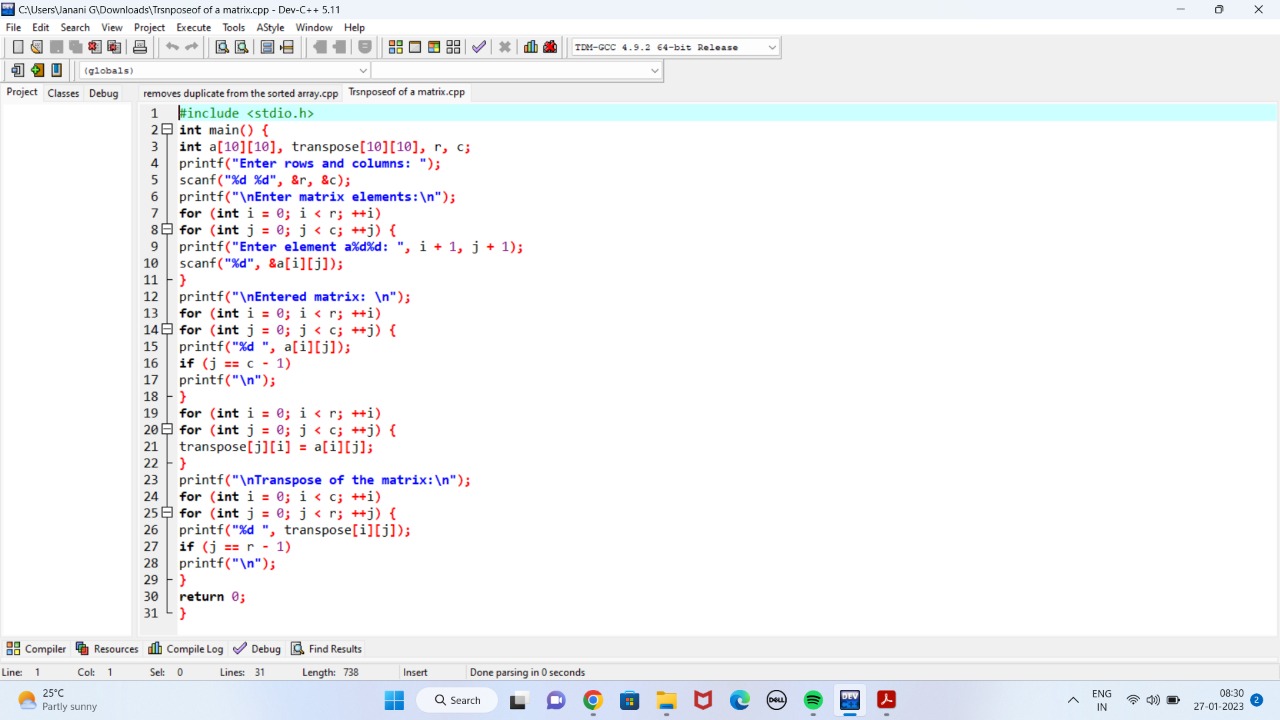 C:\Users\Janani G\Downloads\Trsnposeof of a matrix.cpp - Dev-C++ 5.11
File Edit Search View Project Execute Tools AStyle Window Help
TDM-GCC 4.9.2 64-bit Release
(globals)
Project Classes Debug removes duplicate from the sorted array.cpp Trsnposeof of a matrix.cpp
1 #include <stdio.h>
2 int main() {
3 int a[10][10], transpose[10][10], r, c;
4 printf("Enter rows and columns: ");
5 scanf("%d %d", &r, &c);
6 printf("\nEnter matrix elements:\n");
7 for (int i = 0; i < r; ++i)
8 for (int j = 0; j < c; ++j) {
9 printf("Enter element a%d%d: ", i + 1, j + 1);
10 scanf("%d", &a[i][j]);
11 }
12 printf("\nEntered matrix: \n");
13 for (int i = 0; i < r; ++i)
14 for (int j = 0; j < c; ++j) {
15 printf("%d ", a[i][j]);
16 if (j == c - 1)
17 printf("\n");
18 }
19 for (int i = 0; i < r; ++i)
20 for (int j = 0; j < c; ++j) {
21 transpose[j][i] = a[i][j];
22 }
23 printf("\nTranspose of the matrix:\n");
24 for (int i = 0; i < c; ++i)
25 for (int j = 0; j < r; ++j) {
26 printf("%d ", transpose[i][j]);
27 if (j == r - 1)
28 printf("\n");
29 }
30 return 0;
31 }
Compiler Resources Compile Log Debug Find Results
Line: 1 Col: 1 Sel: 0 Lines: 31 Length: 738 Insert Done parsing in 0 seconds
25°C
Partly sunny
Search
DELL
DEV
ENG
IN
08:30
27-01-2023
2